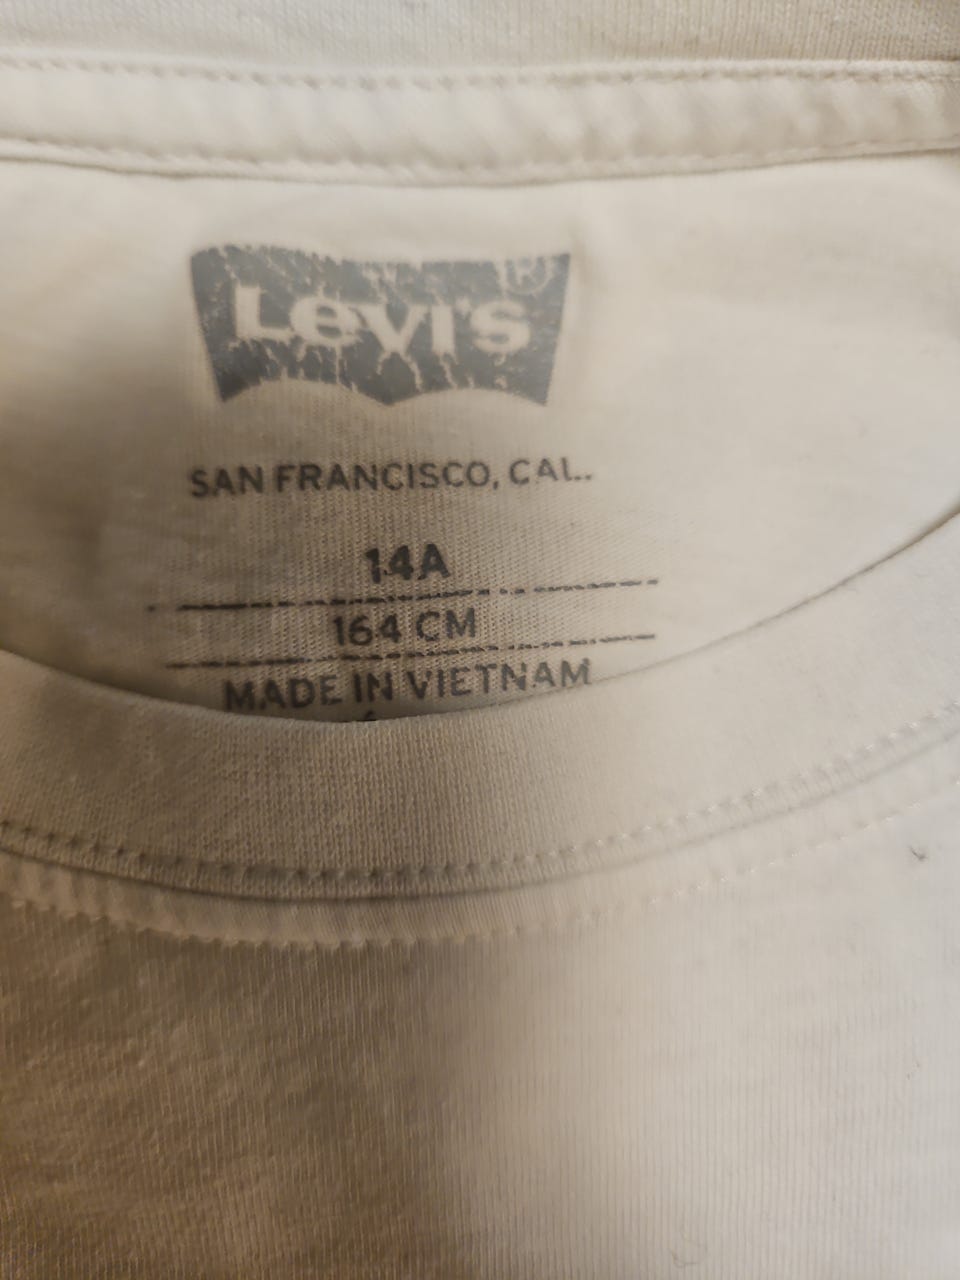 Levi's ®
SAN FRANCISCO, CAL.
14A
164 CM
MADE IN VIETNAM